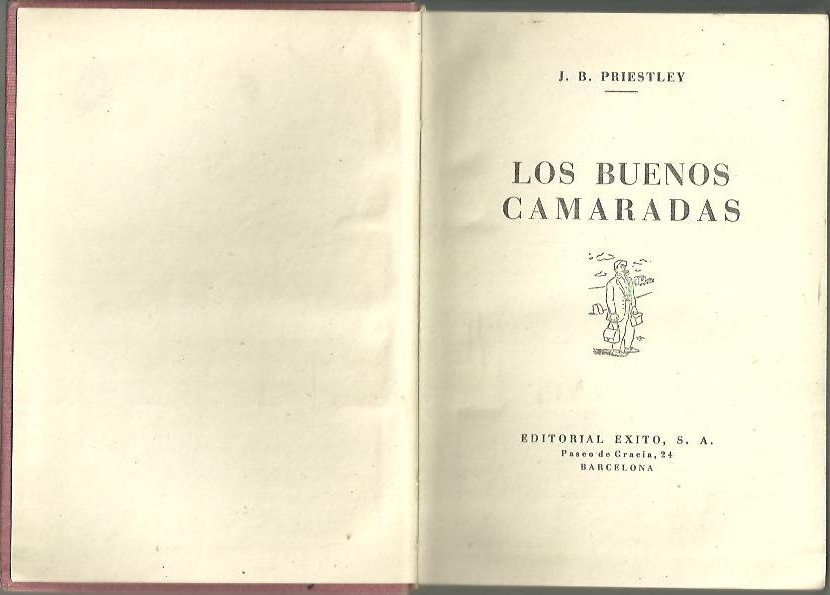 J. B. PRIESTLEY
LOS BUENOS
CAMARADAS
EDITORIAL EXITO, S. A.
Paseo de Gracia, 24
BARCELONA